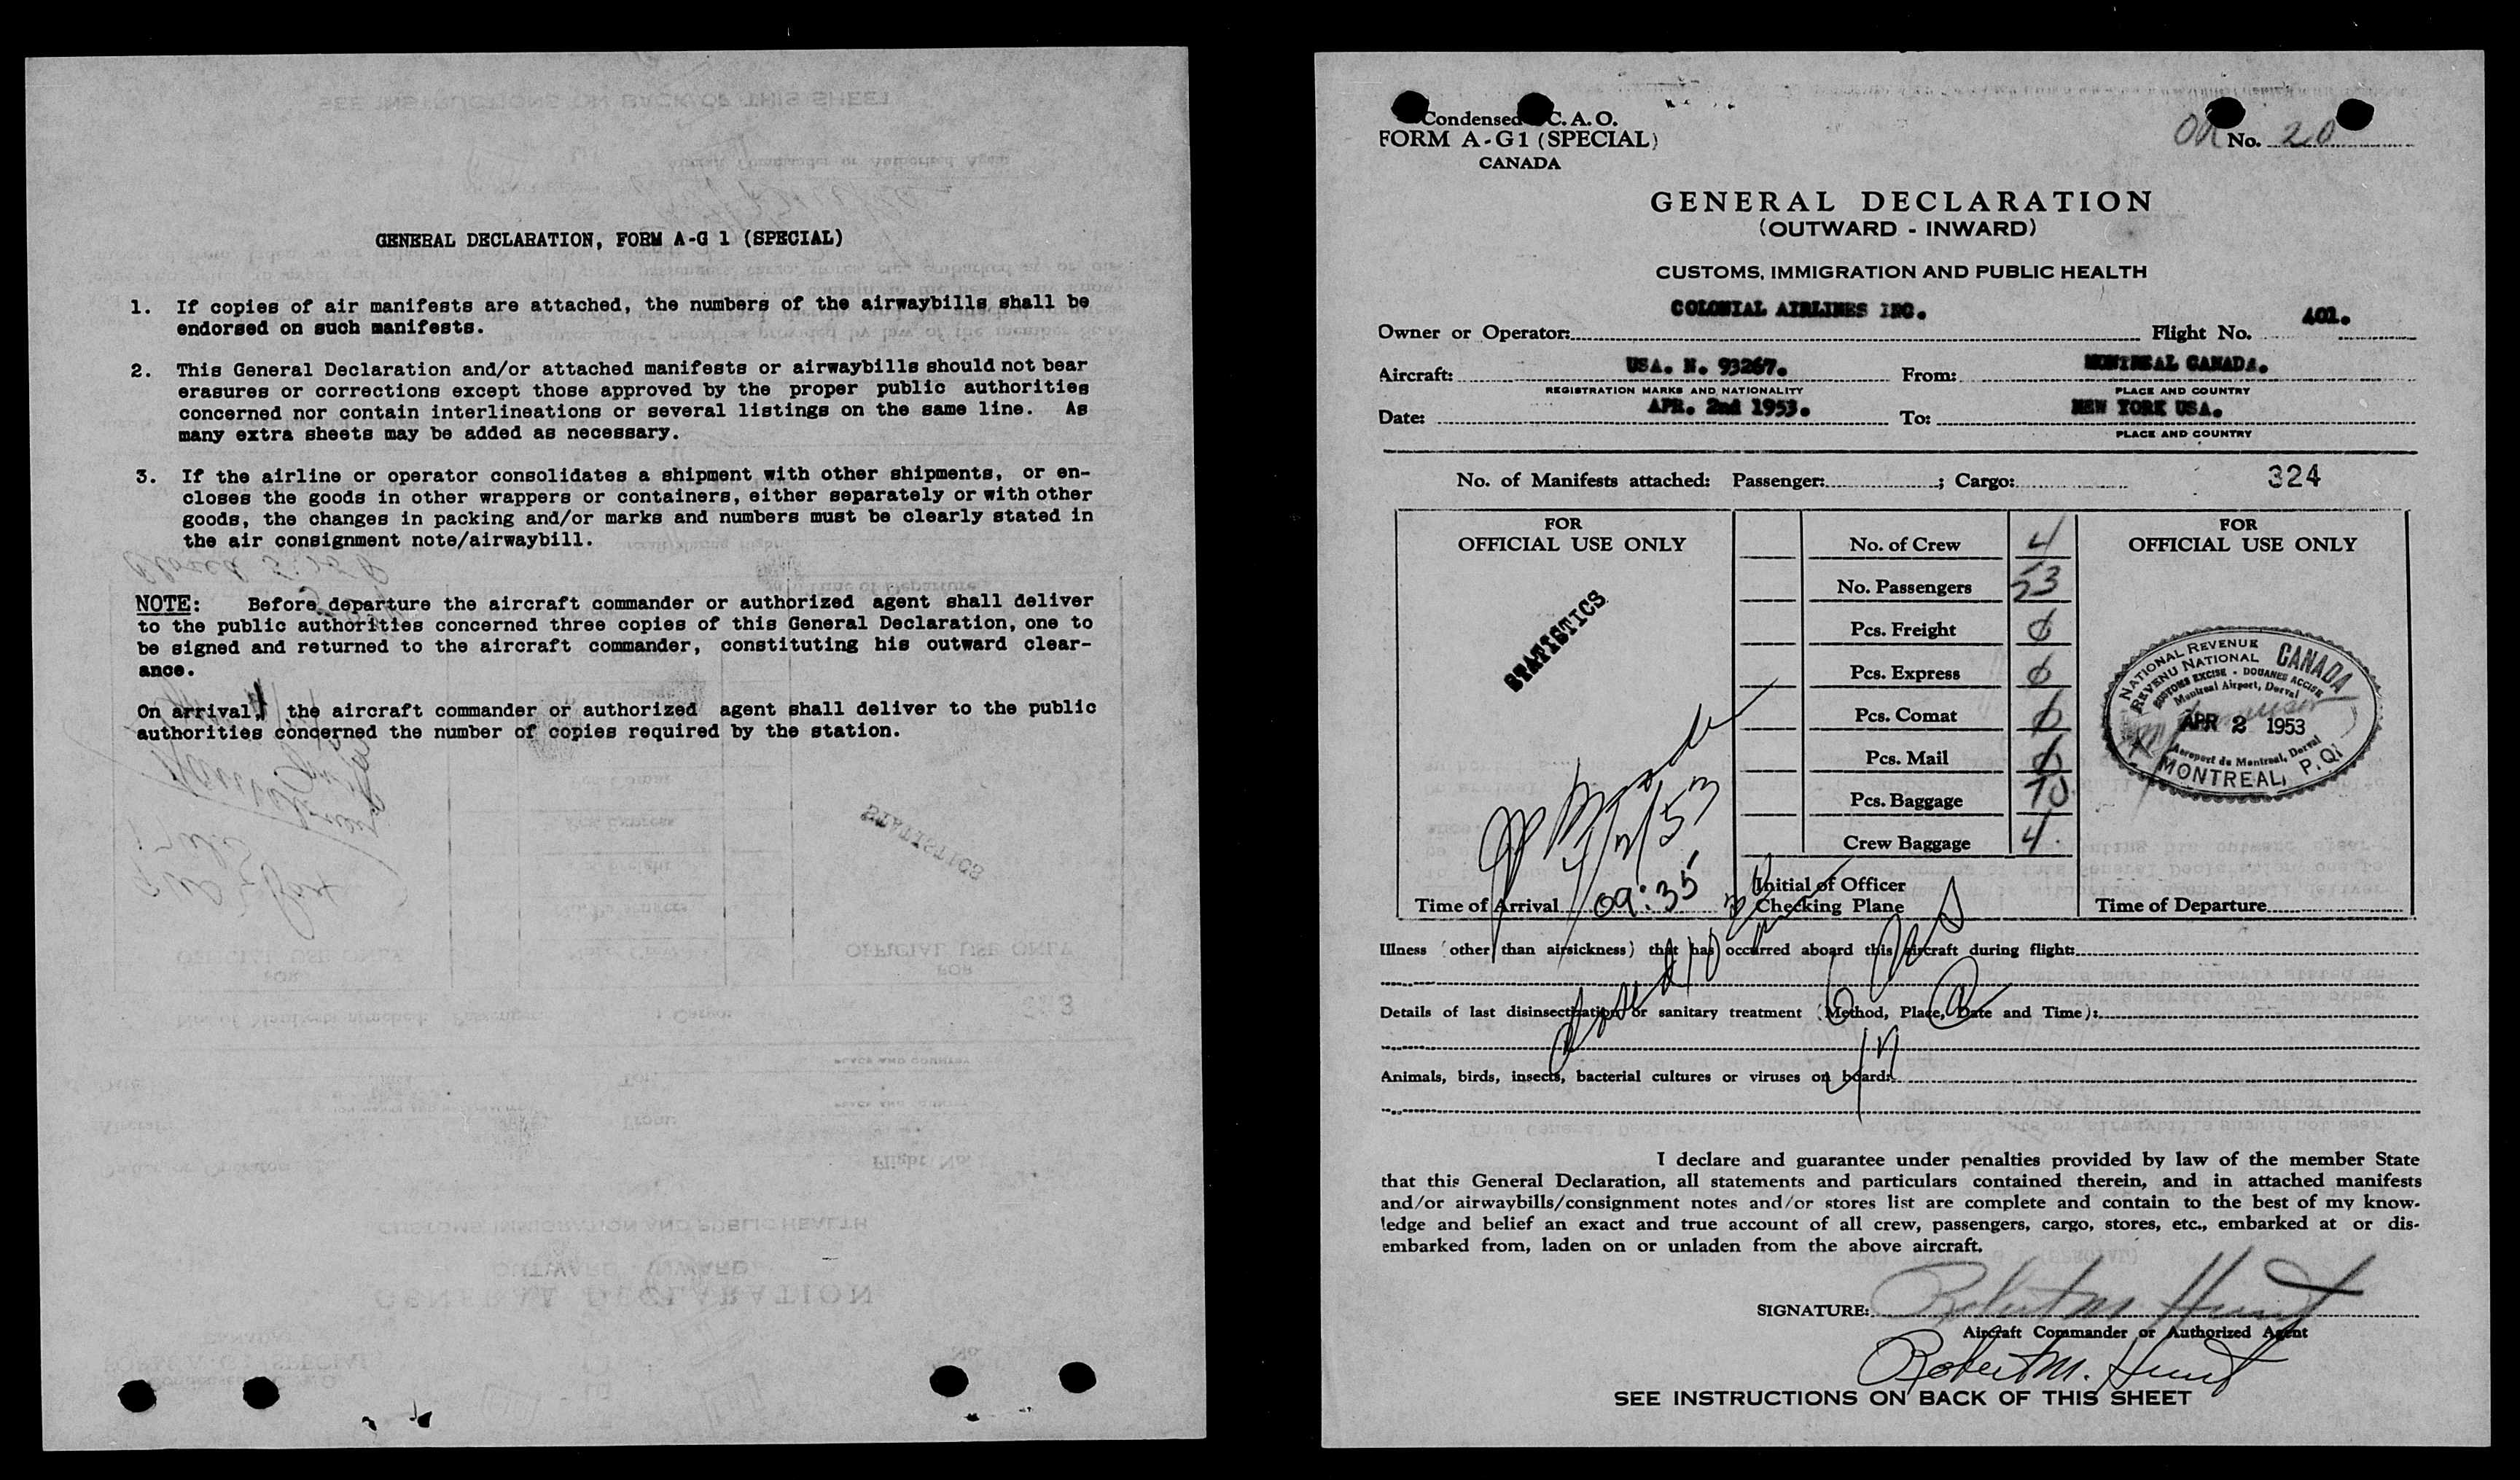 GENERAL DECLARATION, FORM A-G 1 (SPECIAL)
1. If copies of air manifests are attached, the numbers of the airwaybills shall be
endorsed on such manifests.
2. This General Declaration and/or attached manifests or airwaybills should not bear
erasures or corrections except those approved by the proper public authorities
concerned nor contain interlineations or several listings on the same line. As
many extra sheets may be added as necessary.
3. If the airline or operator consolidates a shipment with other shipments, or en-
closes the goods in other wrappers or containers, either separately or with other
goods, the changes in packing and/or marks and numbers must be clearly stated in
the air consignment note/airwaybill.
NOTE: Before departure the aircraft commander or authorized agent shall deliver
to the public authorities concerned three copies of this General Declaration, one to
be signed and returned to the aircraft commander, constituting his outward clear-
ance.
On arrival, the aircraft commander or authorized agent shall deliver to the public
authorities concerned the number of copies required by the station.
Condensed C. A. O.
FORM A-G1 (SPECIAL)
CANADA
No. 20
GENERAL DECLARATION
(OUTWARD - INWARD)
CUSTOMS, IMMIGRATION AND PUBLIC HEALTH
COLONIAL AIRLINES INC. 401.
Owner or Operator: Flight No.
USA. N. 93267. MONTREAL CANADA.
Aircraft: From:
REGISTRATION MARKS AND NATIONALITY PLACE AND COUNTRY
APR. 2nd 1953. NEW YORK USA.
Date: To:
PLACE AND COUNTRY
No. of Manifests attached: Passenger: ; Cargo: 324
FOR
OFFICIAL USE ONLY
STATISTICS
4/2/53
Time of Arrival 09:35
No. of Crew 4
No. Passengers 53
Pcs. Freight 0
Pcs. Express 0
Pcs. Comat 0
Pcs. Mail 0
Pcs. Baggage 70
Crew Baggage 4
Initial of Officer
Checking Plane
FOR
OFFICIAL USE ONLY
NATIONAL REVENUE CANADA
REVENU NATIONAL
CUSTOMS EXCISE - DOUANES ACCISE
Montreal Airport, Dorval
APR 2 1953
Aeroport de Montreal, Dorval
MONTREAL, P.Q.
Time of Departure
Illness (other than airsickness) that has occurred aboard this aircraft during flight:
Details of last disinsectization or sanitary treatment (Method, Place, Date and Time):
Animals, birds, insects, bacterial cultures or viruses on board:
I declare and guarantee under penalties provided by law of the member State
that this General Declaration, all statements and particulars contained therein, and in attached manifests
and/or airwaybills/consignment notes and/or stores list are complete and contain to the best of my know-
ledge and belief an exact and true account of all crew, passengers, cargo, stores, etc., embarked at or dis-
embarked from, laden on or unladen from the above aircraft.
SIGNATURE: Robert M Hunt
Aircraft Commander or Authorized Agent
Robert M. Hunt
SEE INSTRUCTIONS ON BACK OF THIS SHEET